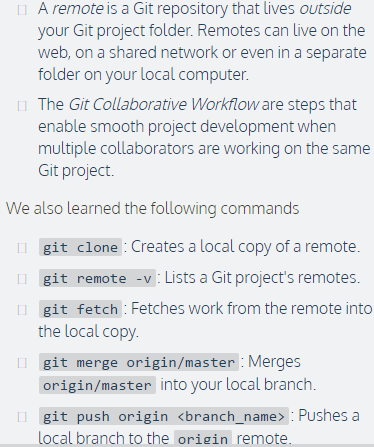 A remote is a Git repository that lives outside
your Git project folder. Remotes can live on the
web, on a shared network or even in a separate
folder on your local computer.
The Git Collaborative Workflow are steps that
enable smooth project development when
multiple collaborators are working on the same
Git project.
We also learned the following commands
git clone : Creates a local copy of a remote.
git remote -v : Lists a Git project's remotes.
git fetch : Fetches work from the remote into
the local copy.
git merge origin/master : Merges
origin/master into your local branch.
git push origin <branch_name> : Pushes a
local branch to the origin remote.